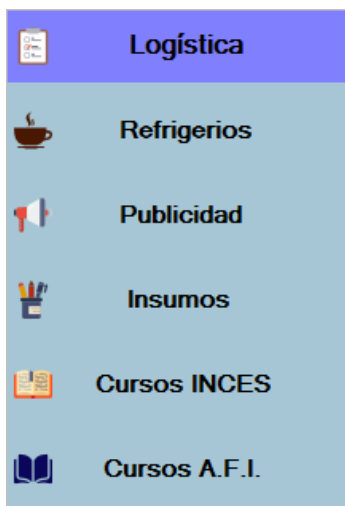 Logística
Refrigerios
Publicidad
Insumos
Cursos INCES
Cursos A.F.I.